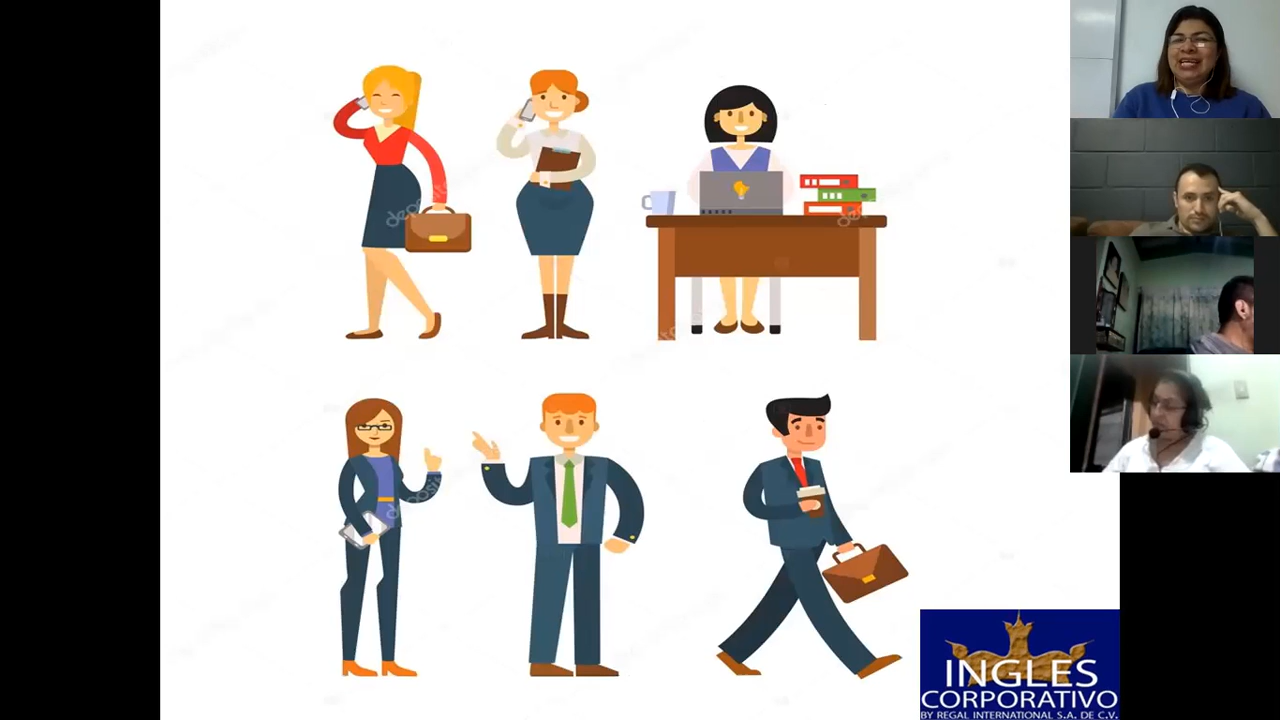 INGLES
CORPORATIVO
BY REGAL INTERNATIONAL S.A. DE C.V.